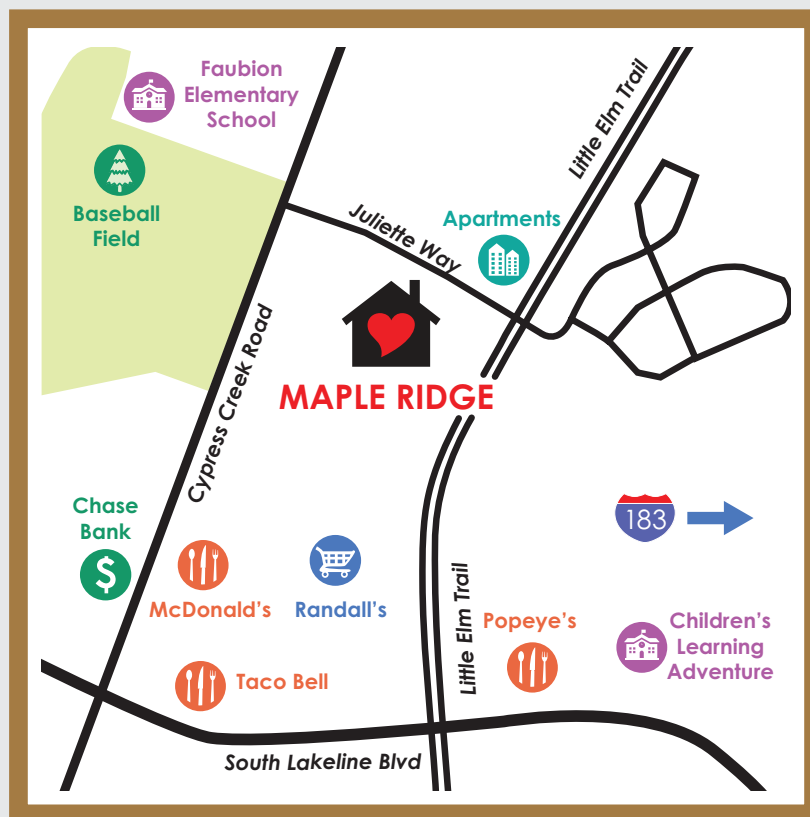 Faubion
Elementary
School
Little Elm Trail
Baseball
Field
Juliette Way
Apartments
Cypress Creek Road
MAPLE RIDGE
Chase
Bank
$
183
McDonald's
Randall's
Little Elm Trail
Popeye's
Children's
Learning
Adventure
Taco Bell
South Lakeline Blvd